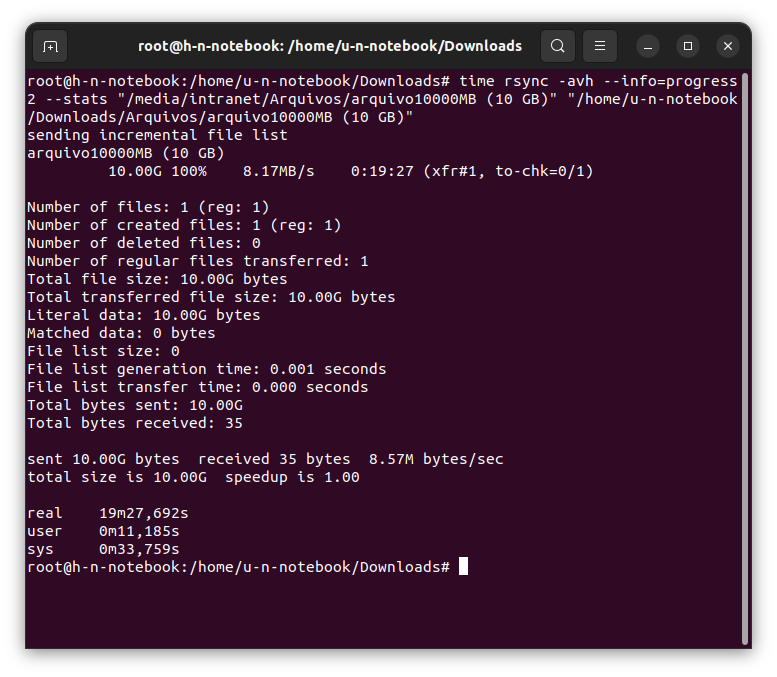 root@h-n-notebook: /home/u-n-notebook/Downloads
root@h-n-notebook:/home/u-n-notebook/Downloads# time rsync -avh --info=progress
2 --stats "/media/intranet/Arquivos/arquivo10000MB (10 GB)" "/home/u-n-notebook
/Downloads/Arquivos/arquivo10000MB (10 GB)"
sending incremental file list
arquivo10000MB (10 GB)
         10.00G 100%    8.17MB/s    0:19:27 (xfr#1, to-chk=0/1)

Number of files: 1 (reg: 1)
Number of created files: 1 (reg: 1)
Number of deleted files: 0
Number of regular files transferred: 1
Total file size: 10.00G bytes
Total transferred file size: 10.00G bytes
Literal data: 10.00G bytes
Matched data: 0 bytes
File list size: 0
File list generation time: 0.001 seconds
File list transfer time: 0.000 seconds
Total bytes sent: 10.00G
Total bytes received: 35

sent 10.00G bytes  received 35 bytes  8.57M bytes/sec
total size is 10.00G  speedup is 1.00

real    19m27,692s
user    0m11,185s
sys     0m33,759s
root@h-n-notebook:/home/u-n-notebook/Downloads#